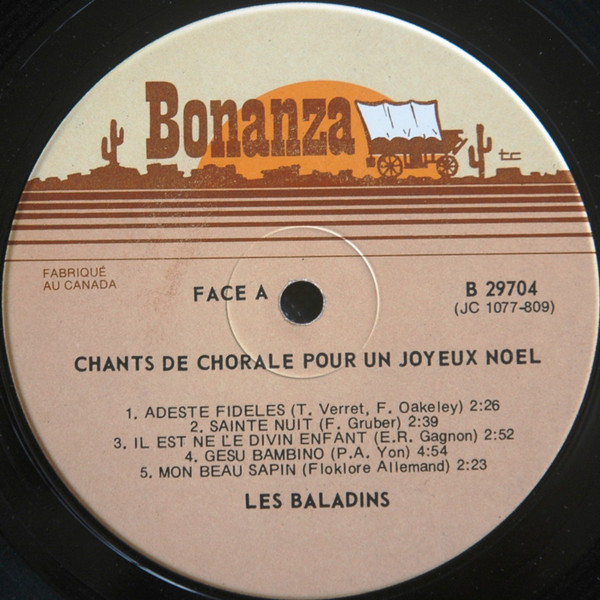 Bonanza
tc
FABRIQUÉ
AU CANADA
FACE A
B 29704
(JC 1077-809)
CHANTS DE CHORALE POUR UN JOYEUX NOEL
1. ADESTE FIDELES (T. Verret, F. Oakeley) 2:26
2. SAINTE NUIT (F. Gruber) 2:39
3. IL EST NE L'E DIVIN ENFANT (E.R. Gagnon) 2:52
4. GESU BAMBINO (P.A. Yon) 4:54
5. MON BEAU SAPIN (Floklore Allemand) 2:23
LES BALADINS